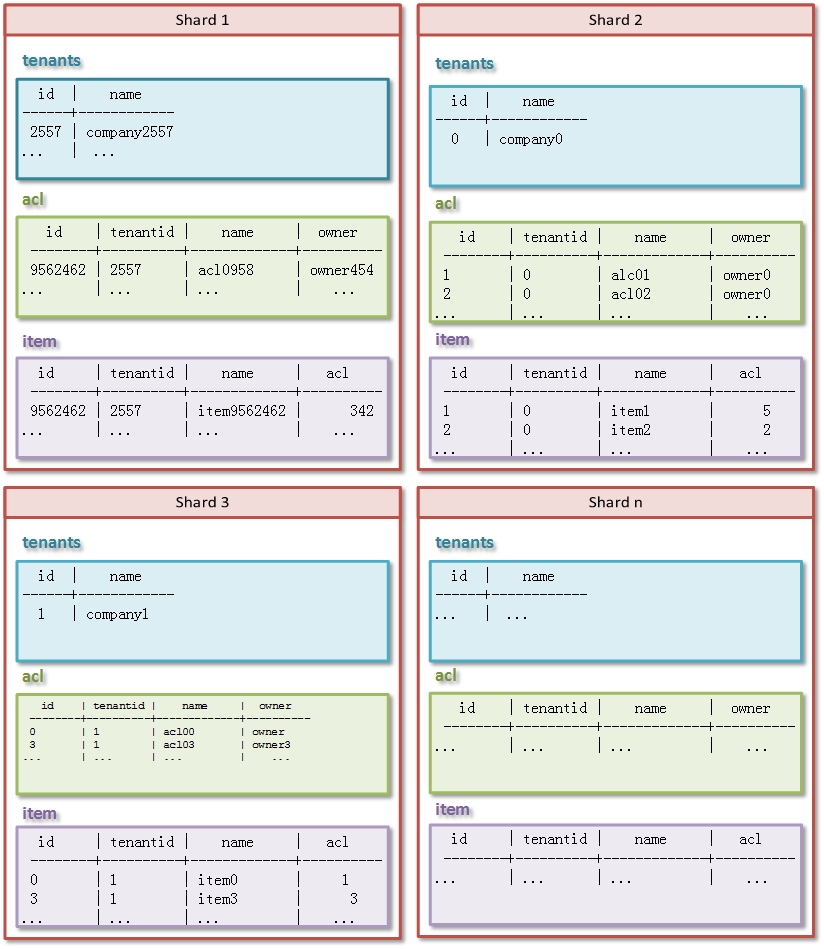 Shard 1
tenants
id | name
------+------------
2557 | company2557
... | ...
acl
id | tenantid | name | owner
--------+----------+------------+----------
9562462 | 2557 | acl0958 | owner454
... | ... | ... | ...
item
id | tenantid | name | acl
--------+----------+------------+----------
9562462 | 2557 | item9562462 | 342
... | ... | ... | ...
Shard 2
tenants
id | name
------+------------
0 | company0
acl
id | tenantid | name | owner
--------+----------+------------+----------
1 | 0 | alc01 | owner0
2 | 0 | acl02 | owner0
... | ... | ... | ...
item
id | tenantid | name | acl
--------+----------+------------+----------
1 | 0 | item1 | 5
2 | 0 | item2 | 2
... | ... | ... | ...
Shard 3
tenants
id | name
------+------------
1 | company1
acl
id | tenantid | name | owner
--------+----------+------------+----------
0 | 1 | acl00 | owner
3 | 1 | acl03 | owner3
... | ... | ... | ...
item
id | tenantid | name | acl
--------+----------+------------+----------
0 | 1 | item0 | 1
3 | 1 | item3 | 3
... | ... | ... | ...
Shard n
tenants
id | name
------+------------
... | ...
acl
id | tenantid | name | owner
--------+----------+------------+----------
... | ... | ... | ...
item
id | tenantid | name | acl
--------+----------+------------+----------
... | ... | ... | ...